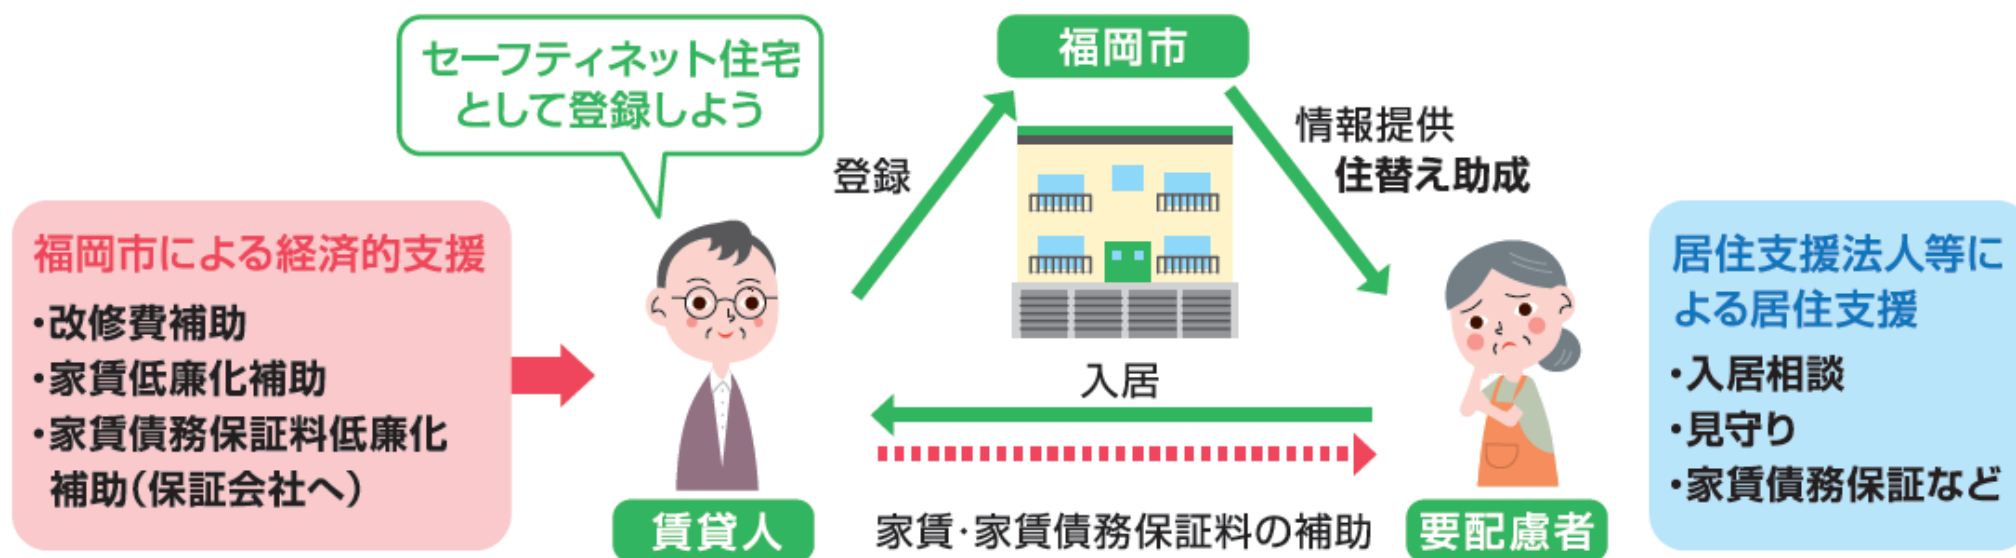 セーフティネット住宅
として登録しよう
福岡市
登録
情報提供
住替え助成
福岡市による経済的支援
・改修費補助
・家賃低廉化補助
・家賃債務保証料低廉化
補助(保証会社へ)
入居
家賃・家賃債務保証料の補助
賃貸人
要配慮者
居住支援法人等に
よる居住支援
・入居相談
・見守り
・家賃債務保証など